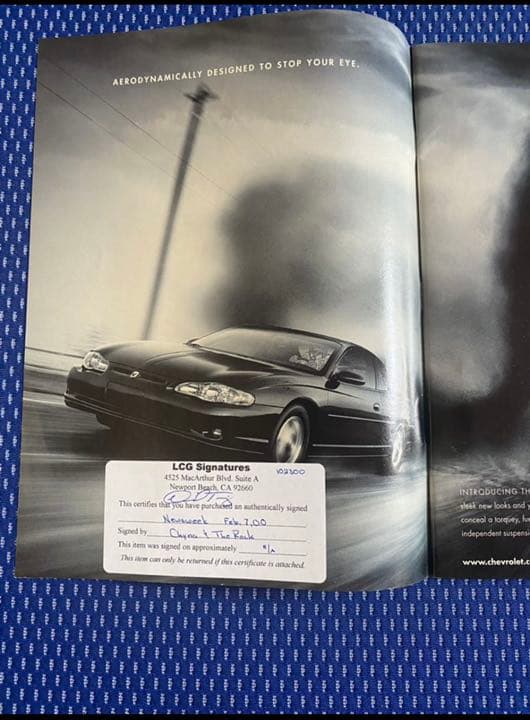 AERODYNAMICALLY DESIGNED TO STOP YOUR EYE.
LCG Signatures
102300
4525 MacArthur Blvd. Suite A
Newport Beach, CA 92660
This certifies that you have purchased an authentically signed
Newsweek Feb. 7, 00
Signed by Chyna + The Rock
This item was signed on approximately n/a
This item can only be returned if this certificate is attached.
INTRODUCING TH
sleek new looks and y
conceal a torquey, fu
independent suspensi
www.chevrolet.c